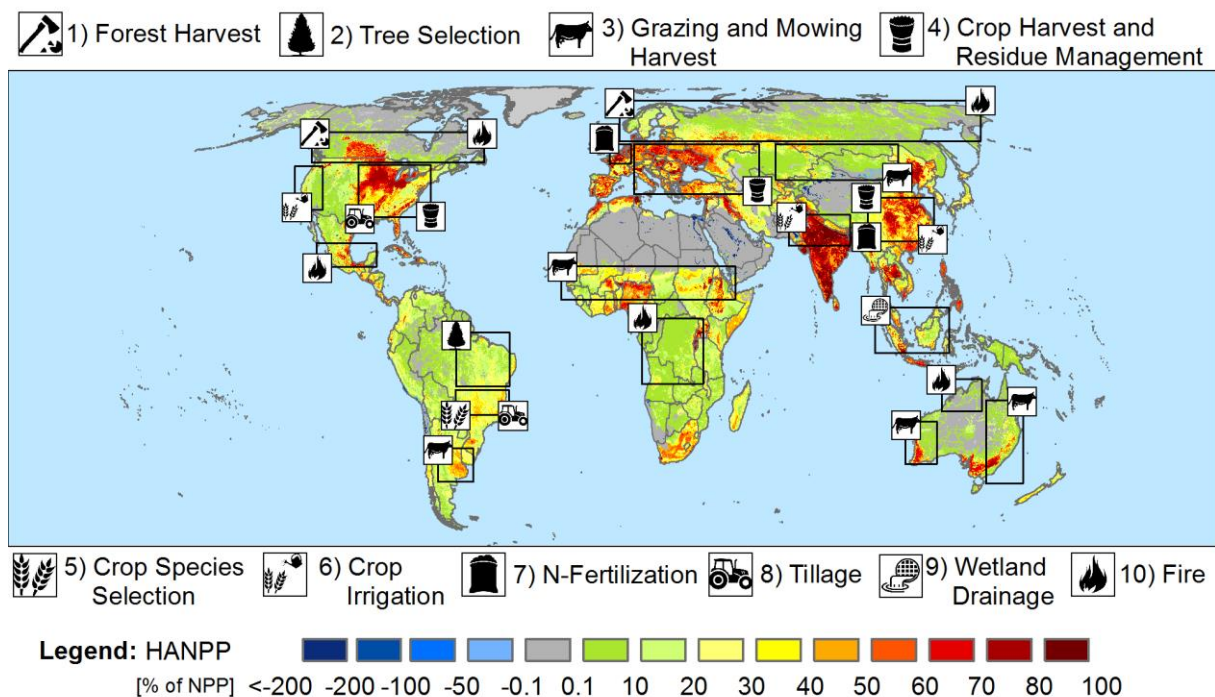 1) Forest Harvest
2) Tree Selection
3) Grazing and Mowing
Harvest
4) Crop Harvest and
Residue Management
5) Crop Species
Selection
6) Crop
Irrigation
7) N-Fertilization
8) Tillage
9) Wetland
Drainage
10) Fire
Legend: HANPP
[% of NPP] <-200 -200 -100 -50 -0.1 0.1 10 20 30 40 50 60 70 80 100